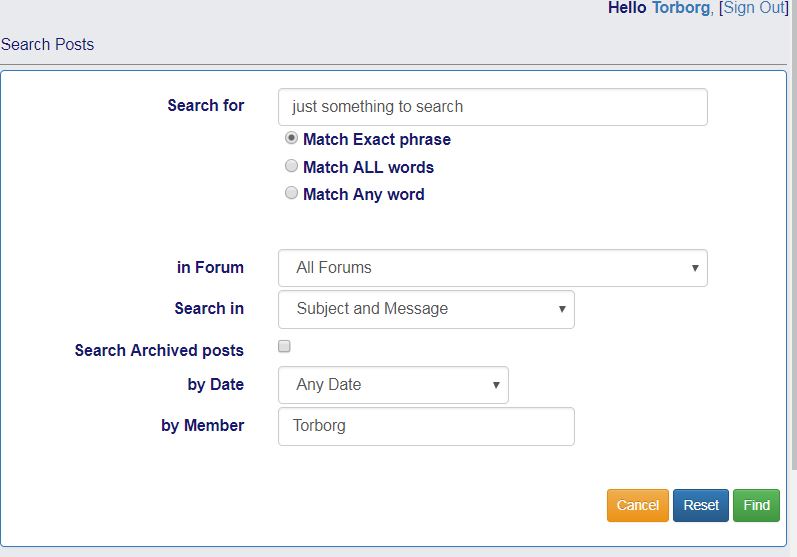 Hello Torborg, [Sign Out]
Search Posts
Search for just something to search
Match Exact phrase
Match ALL words
Match Any word
in Forum All Forums
Search in Subject and Message
Search Archived posts
by Date Any Date
by Member Torborg
Cancel Reset Find